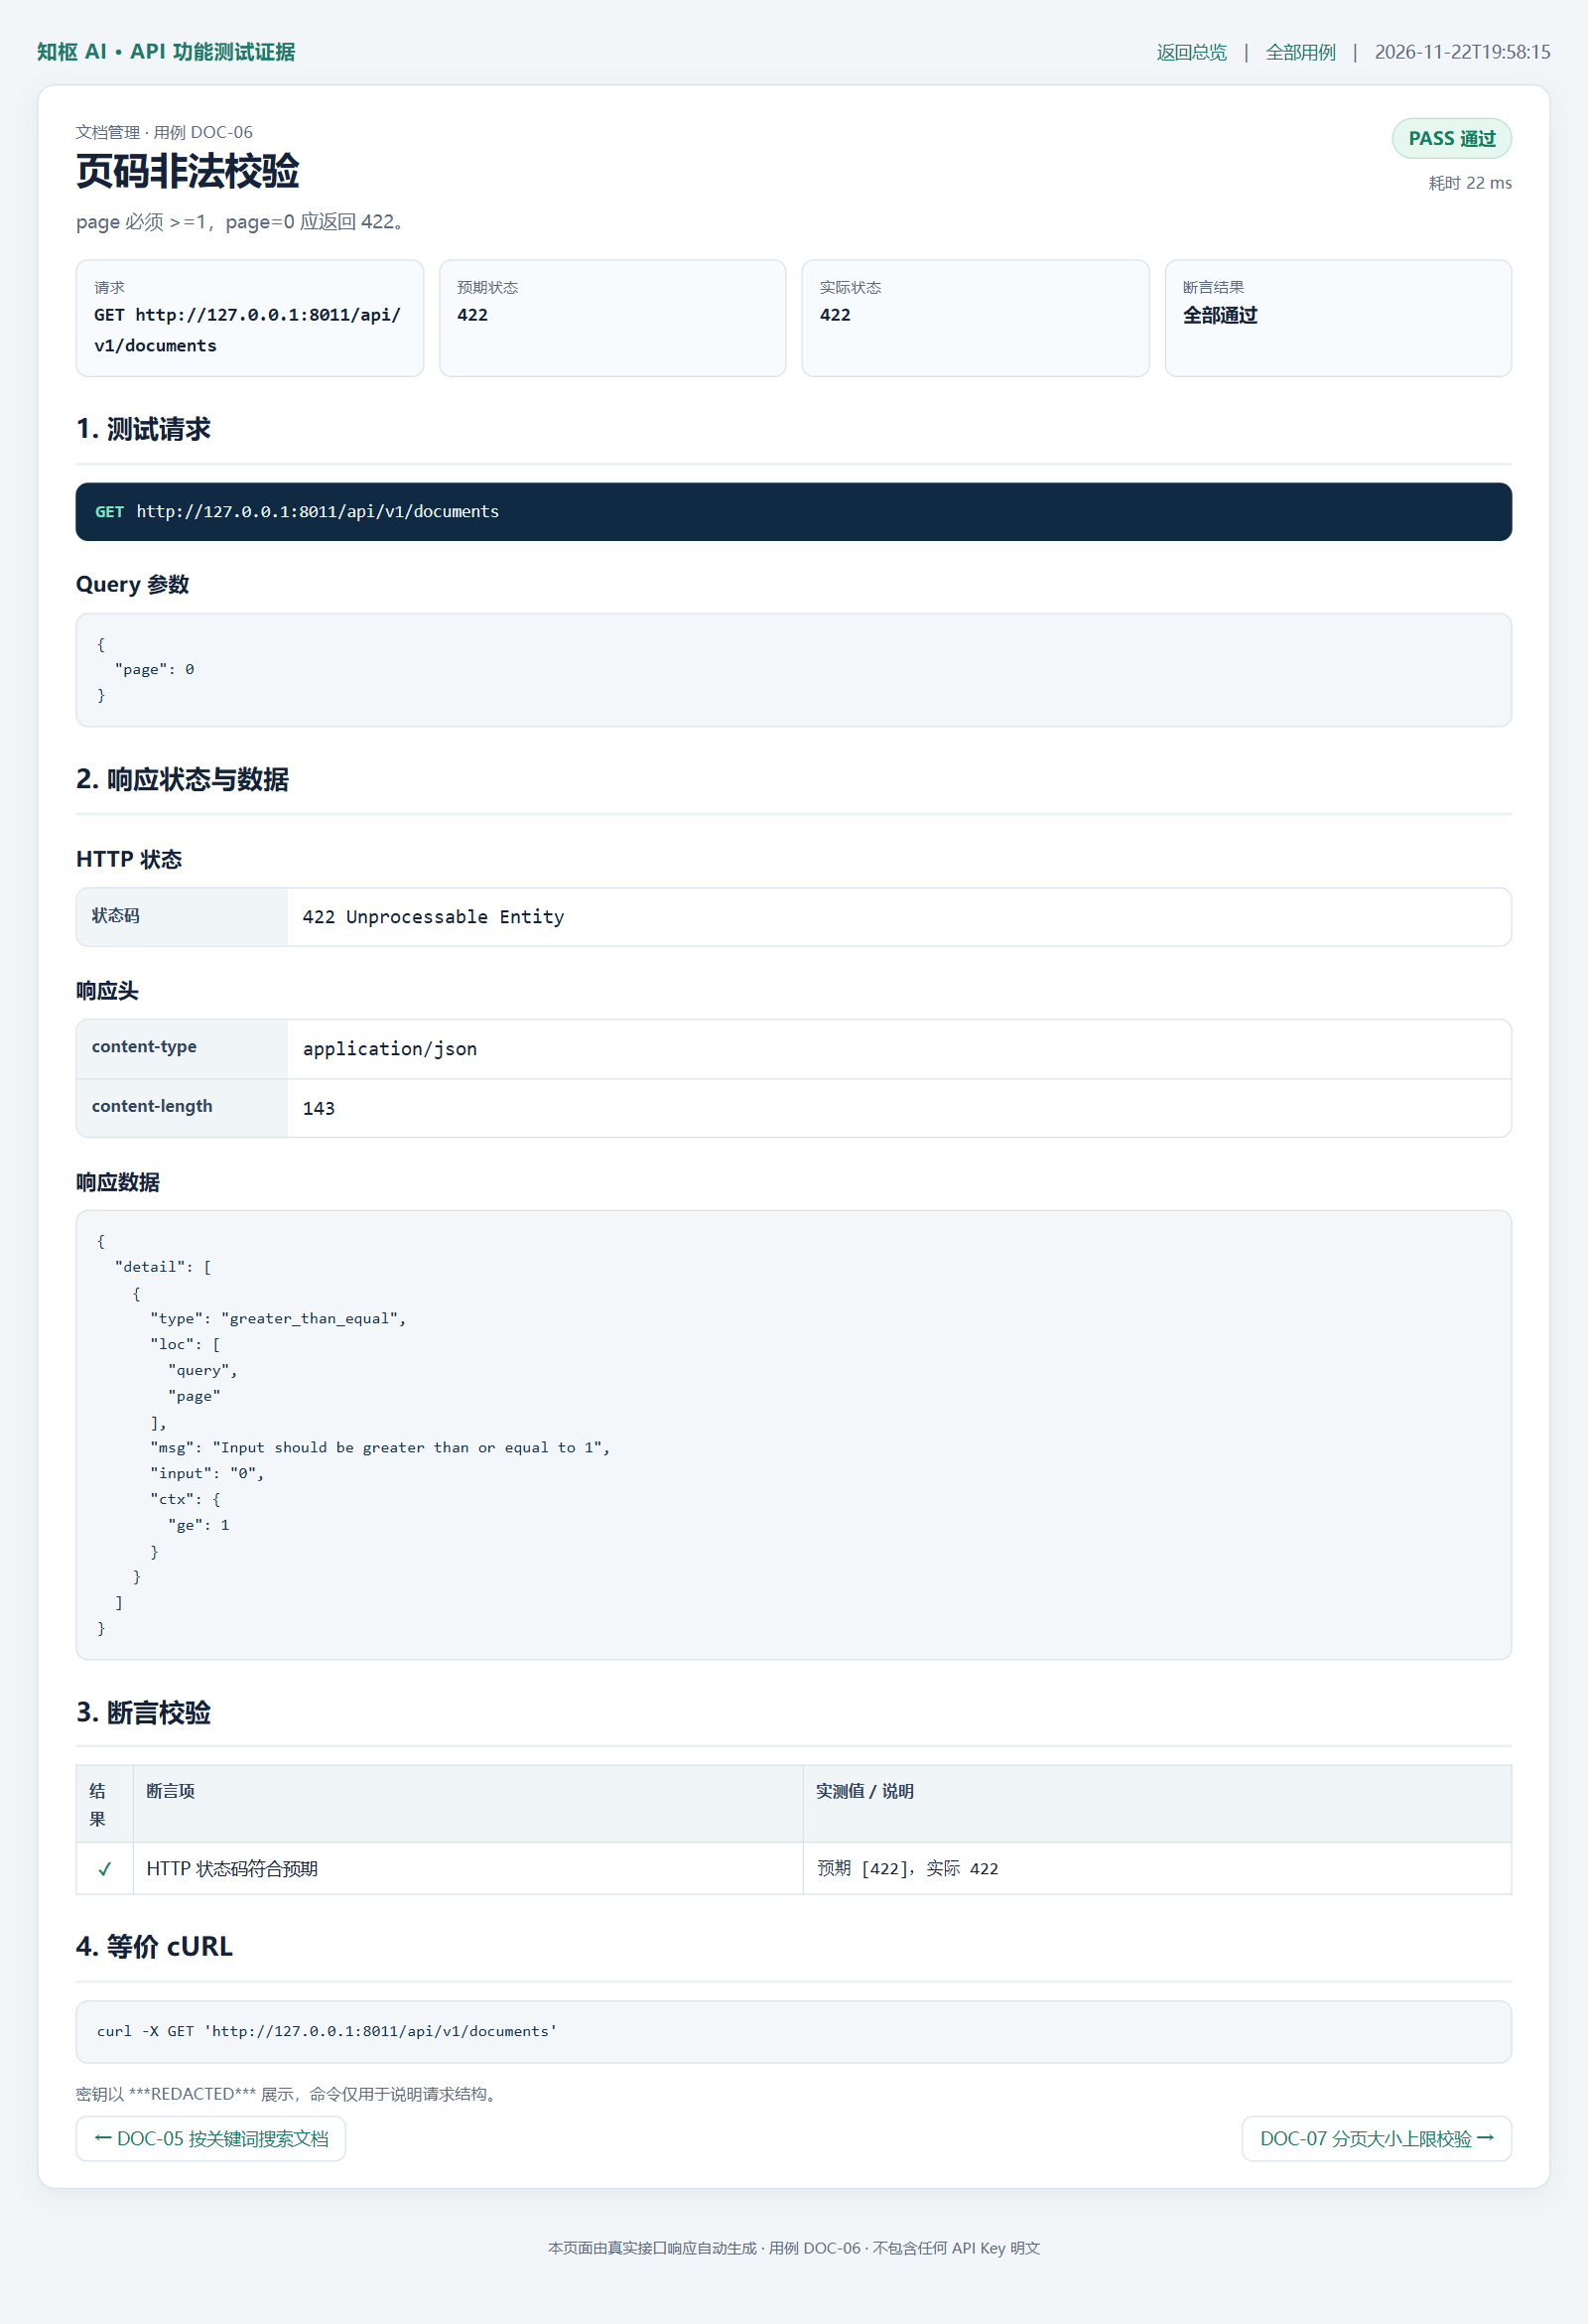 知枢 AI · API 功能测试证据
返回总览 | 全部用例 | 2026-11-22T19:58:15
文档管理 · 用例 DOC-06
页码非法校验
page 必须 >=1，page=0 应返回 422。
PASS 通过
耗时 22 ms
请求
GET http://127.0.0.1:8011/api/
v1/documents
预期状态
422
实际状态
422
断言结果
全部通过
1. 测试请求
GET http://127.0.0.1:8011/api/v1/documents
Query 参数
{
  "page": 0
}
2. 响应状态与数据
HTTP 状态
状态码 422 Unprocessable Entity
响应头
content-type application/json
content-length 143
响应数据
{
  "detail": [
    {
      "type": "greater_than_equal",
      "loc": [
        "query",
        "page"
      ],
      "msg": "Input should be greater than or equal to 1",
      "input": "0",
      "ctx": {
        "ge": 1
      }
    }
  ]
}
3. 断言校验
结果 断言项 实测值 / 说明
✓ HTTP 状态码符合预期 预期 [422]，实际 422
4. 等价 cURL
curl -X GET 'http://127.0.0.1:8011/api/v1/documents'
密钥以 ***REDACTED*** 展示，命令仅用于说明请求结构。
← DOC-05 按关键词搜索文档
DOC-07 分页大小上限校验 →
本页面由真实接口响应自动生成 · 用例 DOC-06 · 不包含任何 API Key 明文